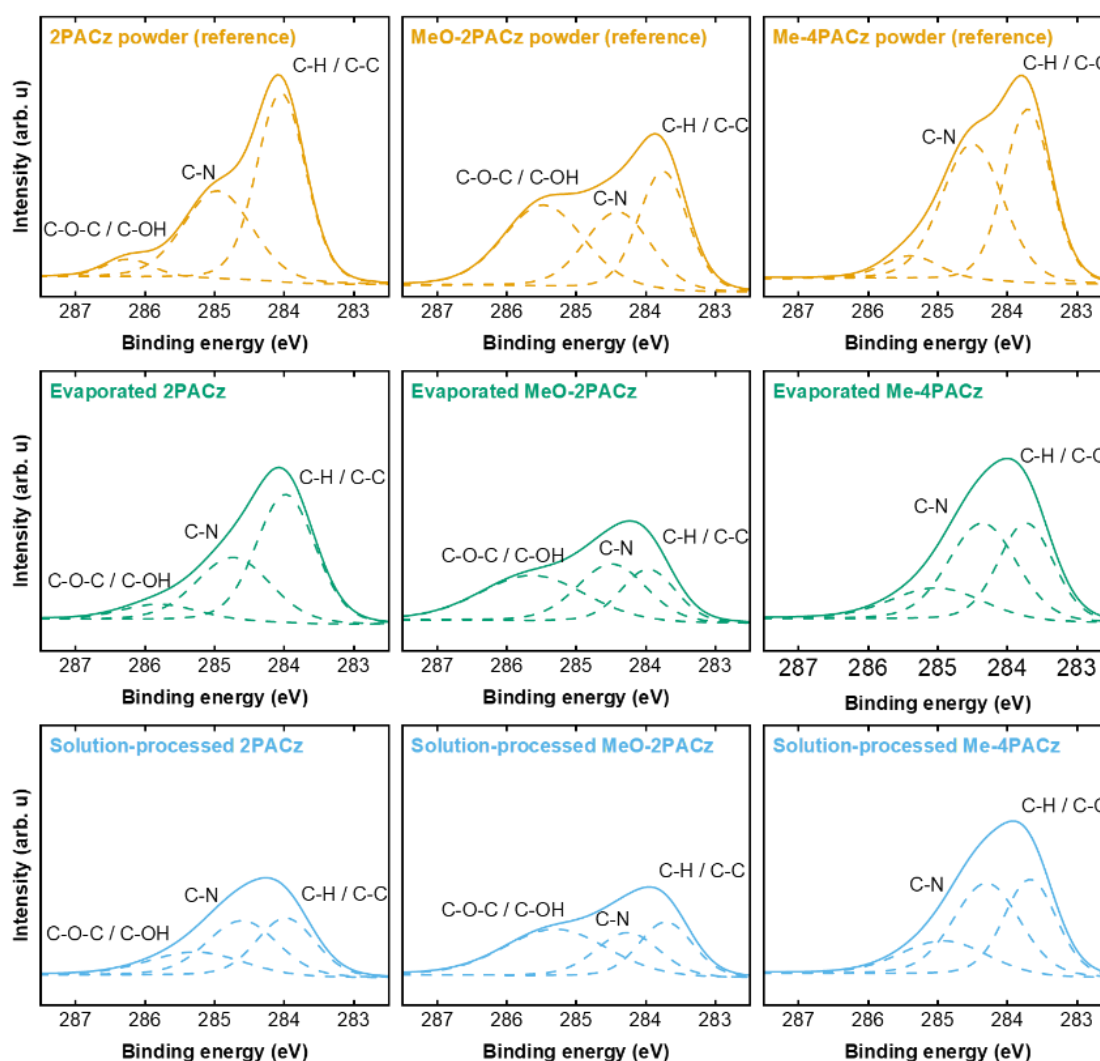 2PACz powder (reference)
C-H / C-C
C-N
C-O-C / C-OH
Intensity (arb. u)
287 286 285 284 283
Binding energy (eV)
MeO-2PACz powder (reference)
C-H / C-C
C-O-C / C-OH
C-N
287 286 285 284 283
Binding energy (eV)
Me-4PACz powder (reference)
C-H / C-C
C-N
287 286 285 284 283
Binding energy (eV)
Evaporated 2PACz
C-H / C-C
C-N
C-O-C / C-OH
Intensity (arb. u)
287 286 285 284 283
Binding energy (eV)
Evaporated MeO-2PACz
C-O-C / C-OH
C-N
C-H / C-C
287 286 285 284 283
Binding energy (eV)
Evaporated Me-4PACz
C-H / C-C
C-N
287 286 285 284 283
Binding energy (eV)
Solution-processed 2PACz
C-N
C-H / C-C
C-O-C / C-OH
Intensity (arb. u)
287 286 285 284 283
Binding energy (eV)
Solution-processed MeO-2PACz
C-H / C-C
C-O-C / C-OH
C-N
287 286 285 284 283
Binding energy (eV)
Solution-processed Me-4PACz
C-H / C-C
C-N
287 286 285 284 283
Binding energy (eV)